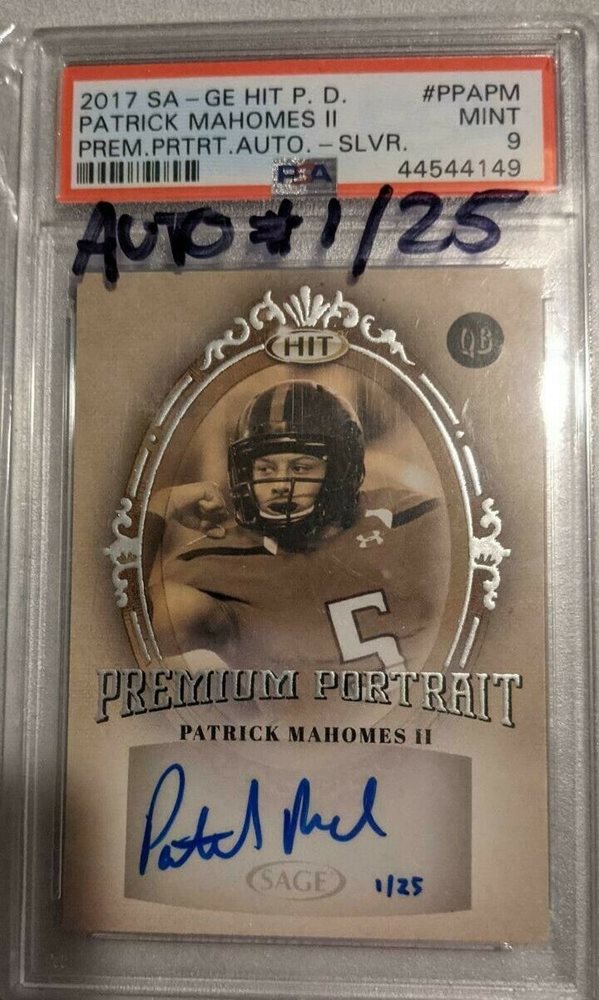 2017 SA-GE HIT P. D. #PPAPM
PATRICK MAHOMES II MINT
PREM.PRTRT.AUTO.-SLVR. 9
PSA 44544149
AUTO #1/25
HIT
QB
5
PREMIUM PORTRAIT
PATRICK MAHOMES II
SAGE
1/25